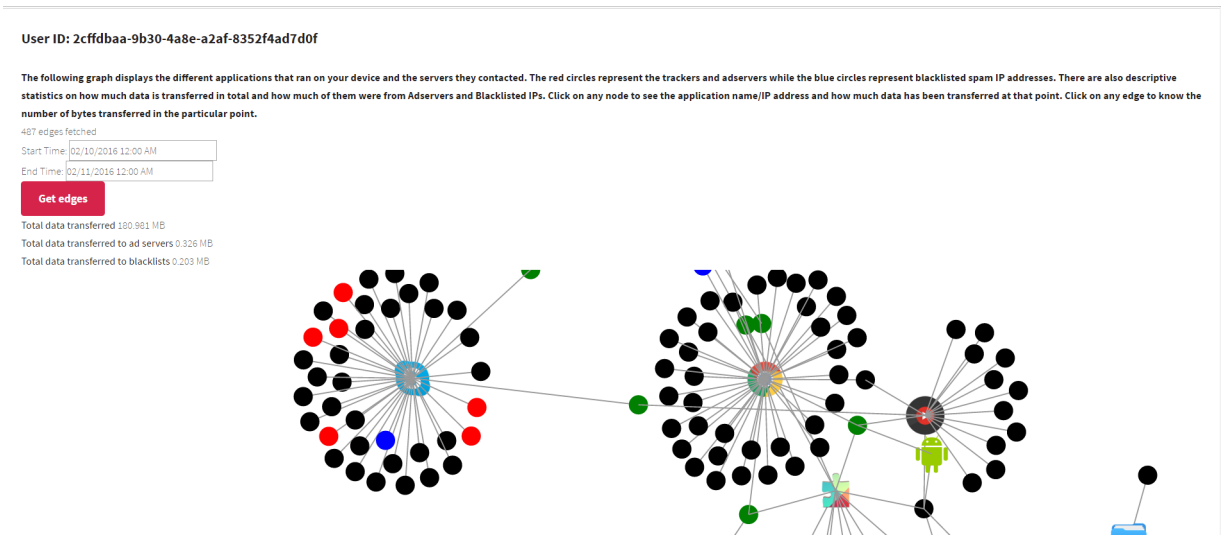 User ID: 2cffdbaa-9b30-4a8e-a2af-8352f4ad7d0f
The following graph displays the different applications that ran on your device and the servers they contacted. The red circles represent the trackers and adservers while the blue circles represent blacklisted spam IP addresses. There are also descriptive
statistics on how much data is transferred in total and how much of them were from Adservers and Blacklisted IPs. Click on any node to see the application name/IP address and how much data has been transferred at that point. Click on any edge to know the
number of bytes transferred in the particular point.
487 edges fetched
Start Time: 02/10/2016 12:00 AM
End Time: 02/11/2016 12:00 AM
Get edges
Total data transferred 180.981 MB
Total data transferred to ad servers 0.326 MB
Total data transferred to blacklists 0.203 MB